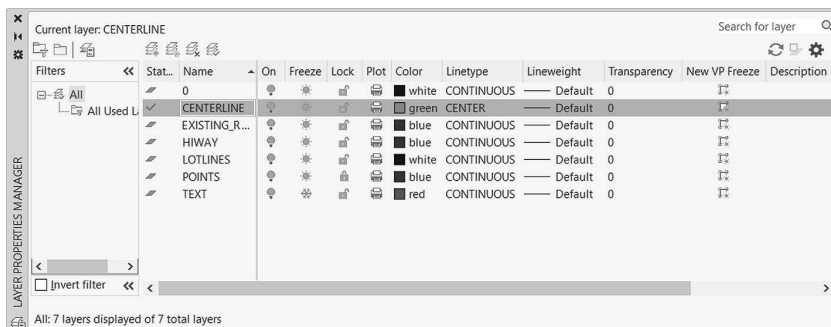 Current layer: CENTERLINE
Search for layer
Filters
Stat... Name On Freeze Lock Plot Color Linetype Lineweight Transparency New VP Freeze Description
All
All Used L
0 white CONTINUOUS Default 0
CENTERLINE green CENTER Default 0
EXISTING_R... blue CONTINUOUS Default 0
HIWAY blue CONTINUOUS Default 0
LOTLINES white CONTINUOUS Default 0
POINTS blue CONTINUOUS Default 0
TEXT red CONTINUOUS Default 0
Invert filter
All: 7 layers displayed of 7 total layers
LAYER PROPERTIES MANAGER